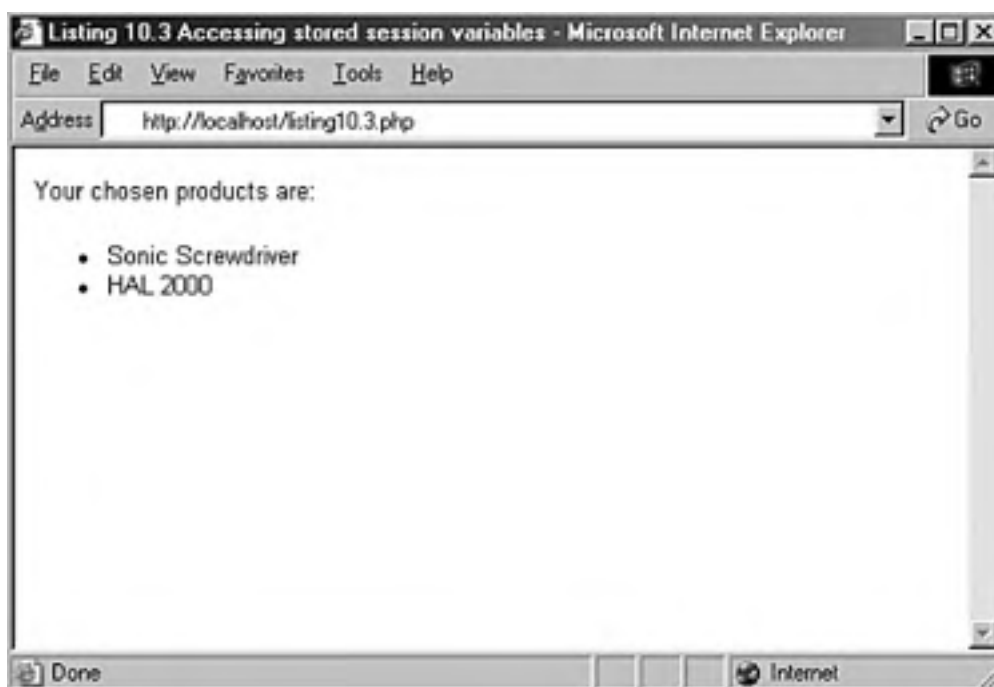 Listing 10.3 Accessing stored session variables - Microsoft Internet Explorer
File Edit View Favorites Tools Help
Address http://localhost/listing10.3.php Go
Your chosen products are:
• Sonic Screwdriver
• HAL 2000
Done Internet